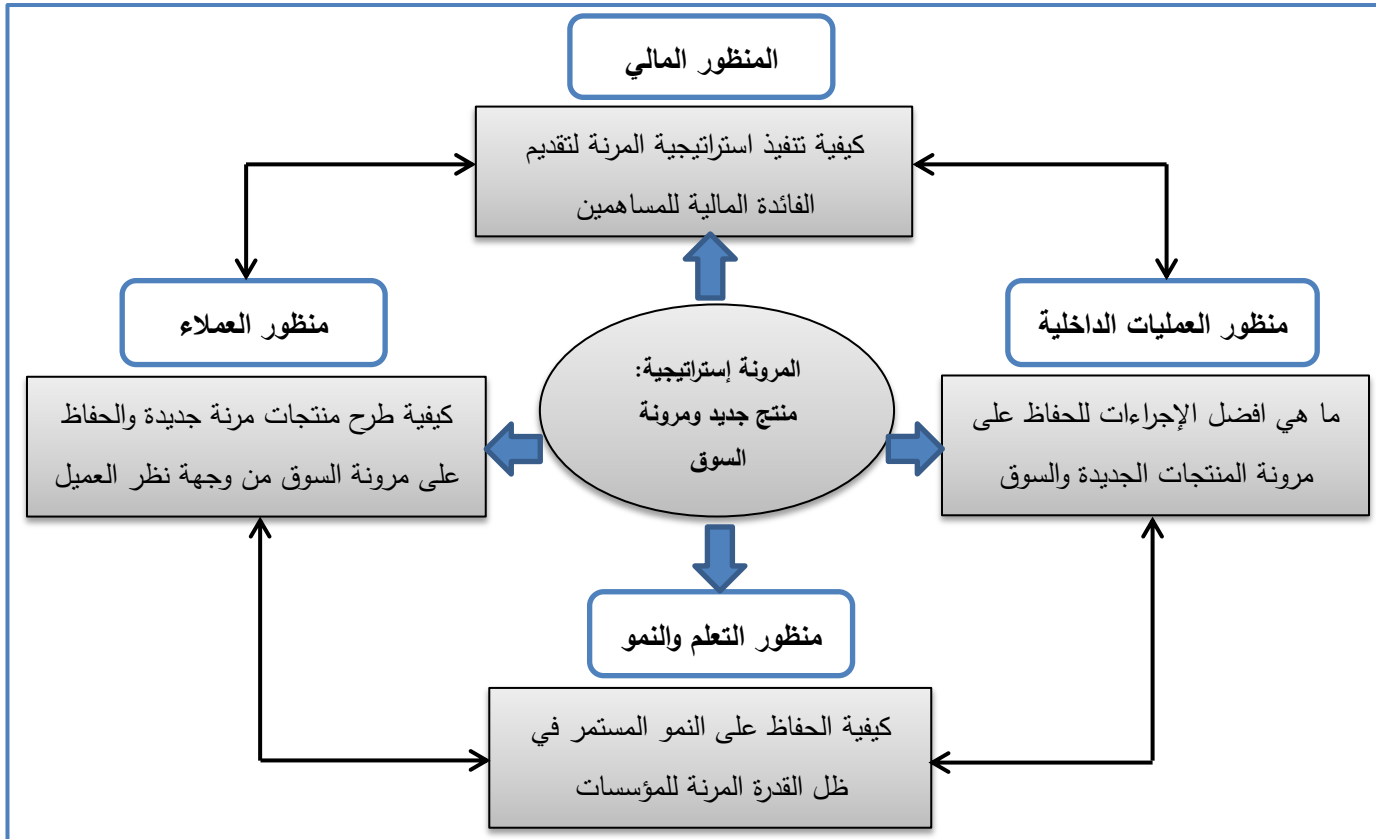 المنظور المالي
كيفية تنفيذ استراتيجية المرنة لتقديم
الفائدة المالية للمساهمين
منظور العمليات الداخلية
ما هي افضل الإجراءات للحفاظ على
مرونة المنتجات الجديدة والسوق
المرونة إستراتيجية:
منتج جديد ومرونة
السوق
منظور العملاء
كيفية طرح منتجات مرنة جديدة والحفاظ
على مرونة السوق من وجهة نظر العميل
منظور التعلم والنمو
كيفية الحفاظ على النمو المستمر في
ظل القدرة المرنة للمؤسسات